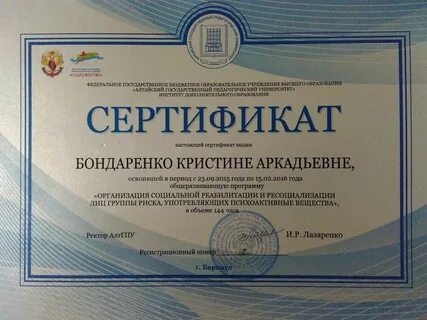 «СОДРУЖЕСТВО»
ФЕДЕРАЛЬНОЕ ГОСУДАРСТВЕННОЕ БЮДЖЕТНОЕ ОБРАЗОВАТЕЛЬНОЕ УЧРЕЖДЕНИЕ ВЫСШЕГО ОБРАЗОВАНИЯ
«АЛТАЙСКИЙ ГОСУДАРСТВЕННЫЙ ПЕДАГОГИЧЕСКИЙ УНИВЕРСИТЕТ»
ИНСТИТУТ ДОПОЛНИТЕЛЬНОГО ОБРАЗОВАНИЯ
СЕРТИФИКАТ
настоящий сертификат выдан
БОНДАРЕНКО КРИСТИНЕ АРКАДЬЕВНЕ,
освоившей в период с 23.09.2015 года по 15.02.2016 года
общеразвивающую программу
«ОРГАНИЗАЦИЯ СОЦИАЛЬНОЙ РЕАБИЛИТАЦИИ И РЕСОЦИАЛИЗАЦИИ
ЛИЦ ГРУППЫ РИСКА, УПОТРЕБЛЯЮЩИХ ПСИХОАКТИВНЫЕ ВЕЩЕСТВА»,
в объеме 144 часа
Ректор АлтГПУ И.Р. Лазаренко
Регистрационный номер
г. Барнаул